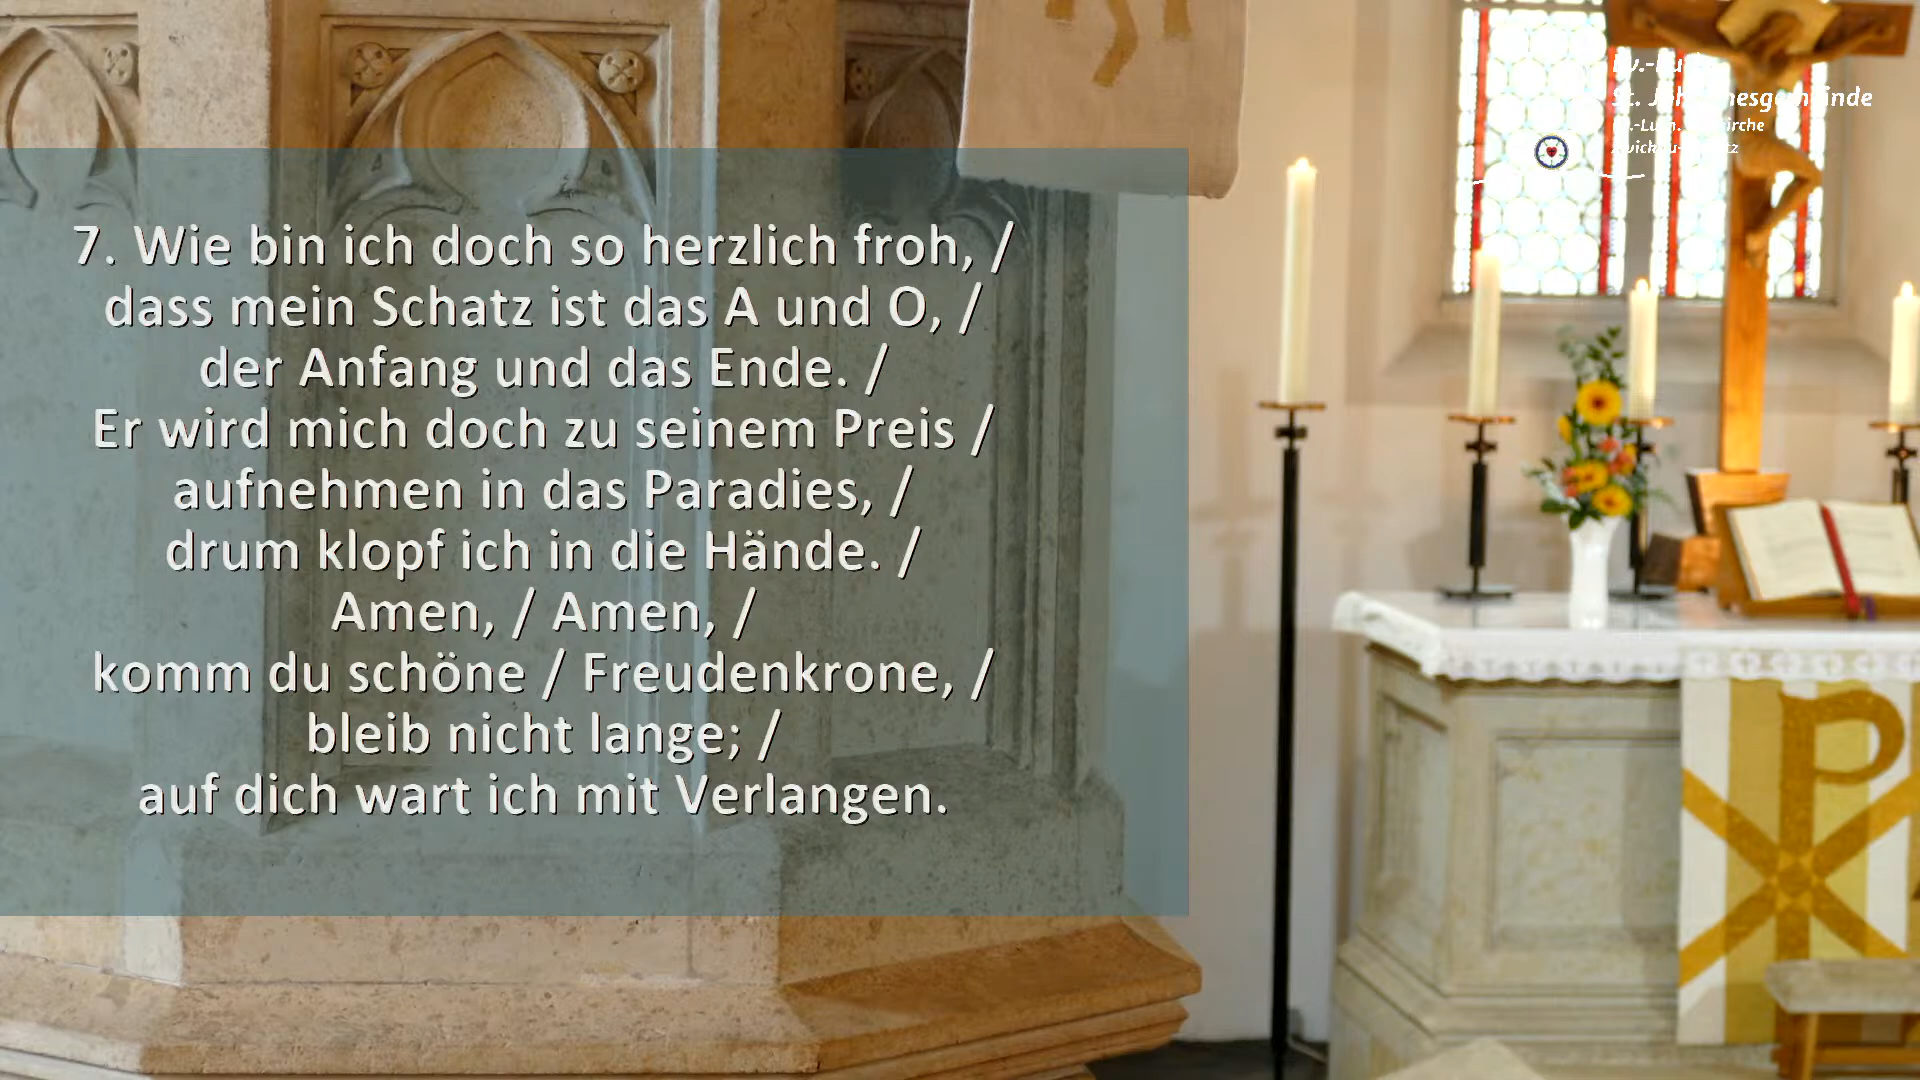 7. Wie bin ich doch so herzlich froh, /
dass mein Schatz ist das A und O, /
der Anfang und das Ende. /
Er wird mich doch zu seinem Preis /
aufnehmen in das Paradies, /
drum klopf ich in die Hände. /
Amen, / Amen, /
komm du schöne / Freudenkrone, /
bleib nicht lange; /
auf dich wart ich mit Verlangen.
St. Johannesgemeinde